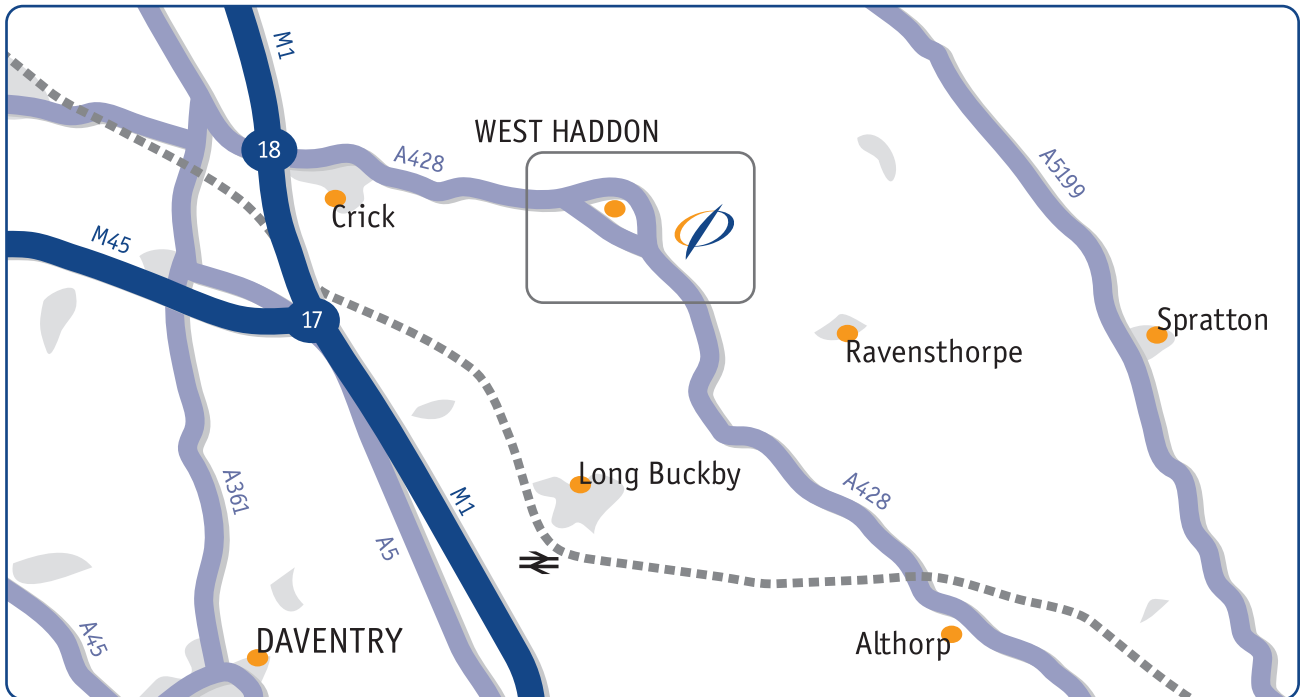 M1
WEST HADDON
18
A428
A5199
Crick
M45
17
Spratton
Ravensthorpe
Long Buckby
A428
A361
M1
A5
A45
DAVENTRY
Althorp